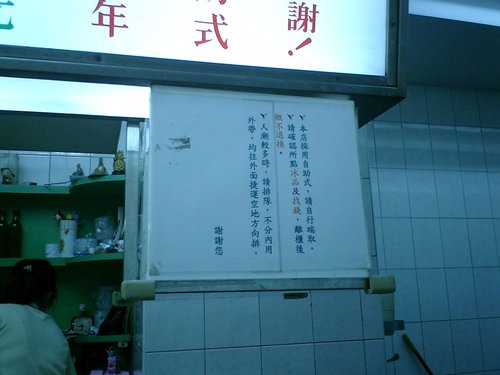 年
式
謝!
ˇ本店採用自助式，請自行端取。
ˇ請確認所點冰品及找錢，離櫃後
概不退換。
ˇ人潮較多時，請排隊，不分內用
外帶，均往外面捷運空地方向排。
謝謝您